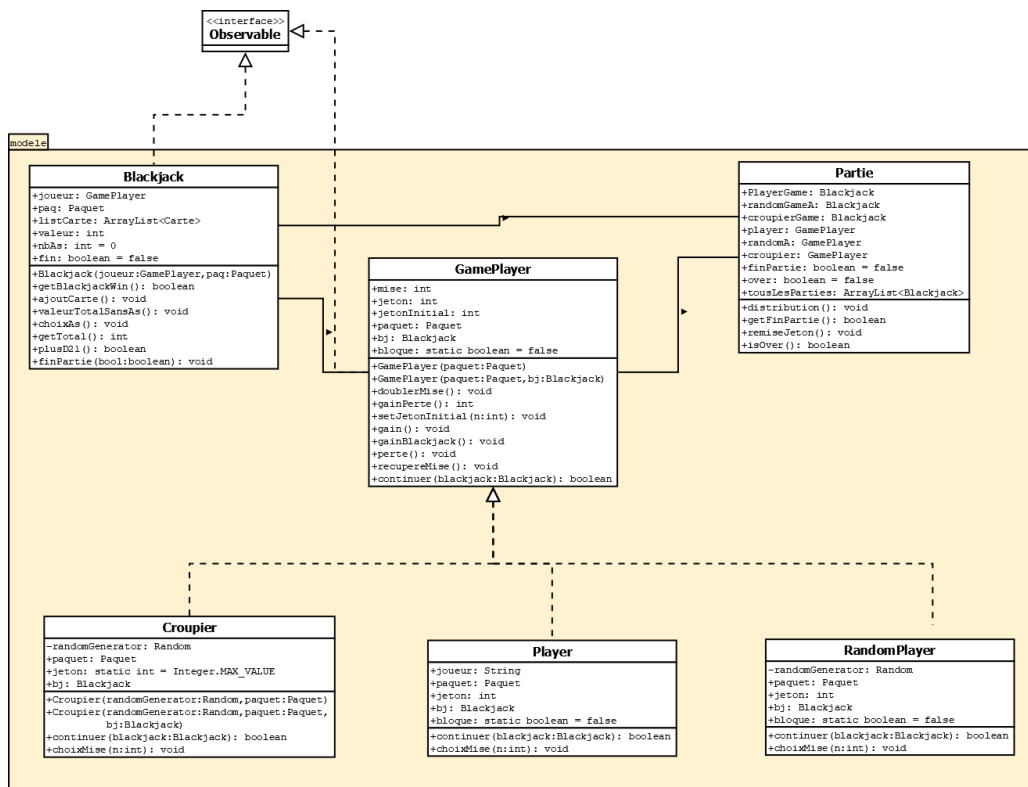 <<interface>>
Observable
modele
Blackjack
+joueur: GamePlayer
+paq: Paquet
+listCarte: ArrayList<Carte>
+valeur: int
+nbAs: int = 0
+fin: boolean = false
+Blackjack(joueur:GamePlayer,paq:Paquet)
+getBlackjackWin(): boolean
+ajoutCarte(): void
+valeurTotalSansAs(): void
+choixAs(): void
+getTotal(): int
+plusD21(): boolean
+finPartie(bool:boolean): void
Partie
+PlayerGame: Blackjack
+randomGameA: Blackjack
+croupierGame: Blackjack
+player: GamePlayer
+randomA: GamePlayer
+croupier: GamePlayer
+finPartie: boolean = false
+over: boolean = false
+tousLesParties: ArrayList<Blackjack>
+distribution(): void
+getFinPartie(): boolean
+remiseJeton(): void
+isOver(): boolean
GamePlayer
+mise: int
+jeton: int
+jetonInitial: int
+paquet: Paquet
+bj: Blackjack
+bloque: static boolean = false
+GamePlayer(paquet:Paquet)
+GamePlayer(paquet:Paquet,bj:Blackjack)
+doublerMise(): void
+gainPerte(): int
+setJetonInitial(n:int): void
+gain(): void
+gainBlackjack(): void
+perte(): void
+recupereMise(): void
+continuer(blackjack:Blackjack): boolean
Croupier
-randomGenerator: Random
+paquet: Paquet
+jeton: static int = Integer.MAX_VALUE
+bj: Blackjack
+Croupier(randomGenerator:Random,paquet:Paquet)
+Croupier(randomGenerator:Random,paquet:Paquet,
bj:Blackjack)
+continuer(blackjack:Blackjack): boolean
+choixMise(n:int): void
Player
+joueur: String
+paquet: Paquet
+jeton: int
+bj: Blackjack
+bloque: static boolean = false
+continuer(blackjack:Blackjack): boolean
+choixMise(n:int): void
RandomPlayer
-randomGenerator: Random
+paquet: Paquet
+jeton: int
+bj: Blackjack
+bloque: static boolean = false
+continuer(blackjack:Blackjack): boolean
+choixMise(n:int): void